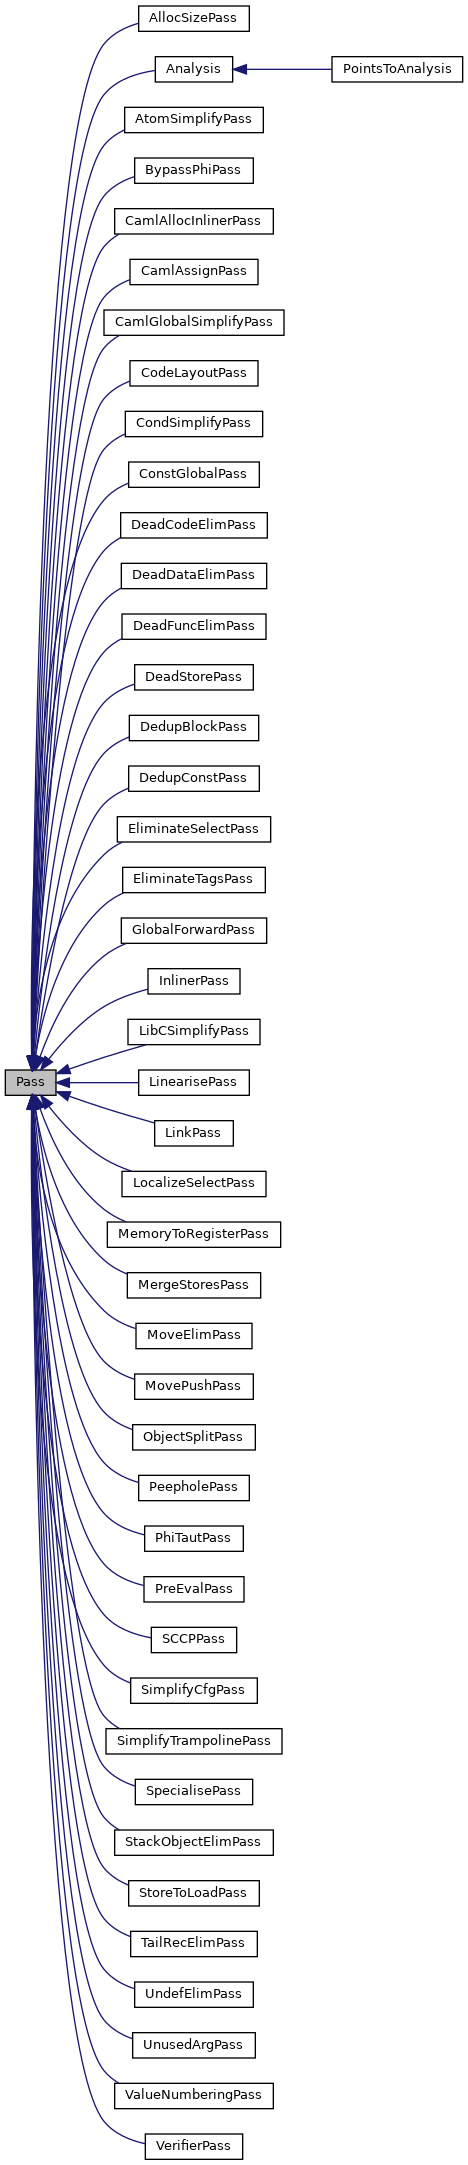 AllocSizePass
Analysis
PointsToAnalysis
AtomSimplifyPass
BypassPhiPass
CamlAllocInlinerPass
CamlAssignPass
CamlGlobalSimplifyPass
CodeLayoutPass
CondSimplifyPass
ConstGlobalPass
DeadCodeElimPass
DeadDataElimPass
DeadFuncElimPass
DeadStorePass
DedupBlockPass
DedupConstPass
EliminateSelectPass
EliminateTagsPass
GlobalForwardPass
InlinerPass
LibCSimplifyPass
Pass
LinearisePass
LinkPass
LocalizeSelectPass
MemoryToRegisterPass
MergeStoresPass
MoveElimPass
MovePushPass
ObjectSplitPass
PeepholePass
PhiTautPass
PreEvalPass
SCCPPass
SimplifyCfgPass
SimplifyTrampolinePass
SpecialisePass
StackObjectElimPass
StoreToLoadPass
TailRecElimPass
UndefElimPass
UnusedArgPass
ValueNumberingPass
VerifierPass